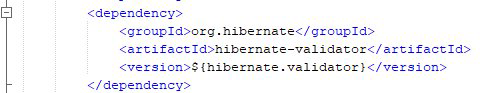 <dependency>
<groupId>org.hibernate</groupId>
<artifactId>hibernate-validator</artifactId>
<version>${hibernate.validator}</version>
</dependency>